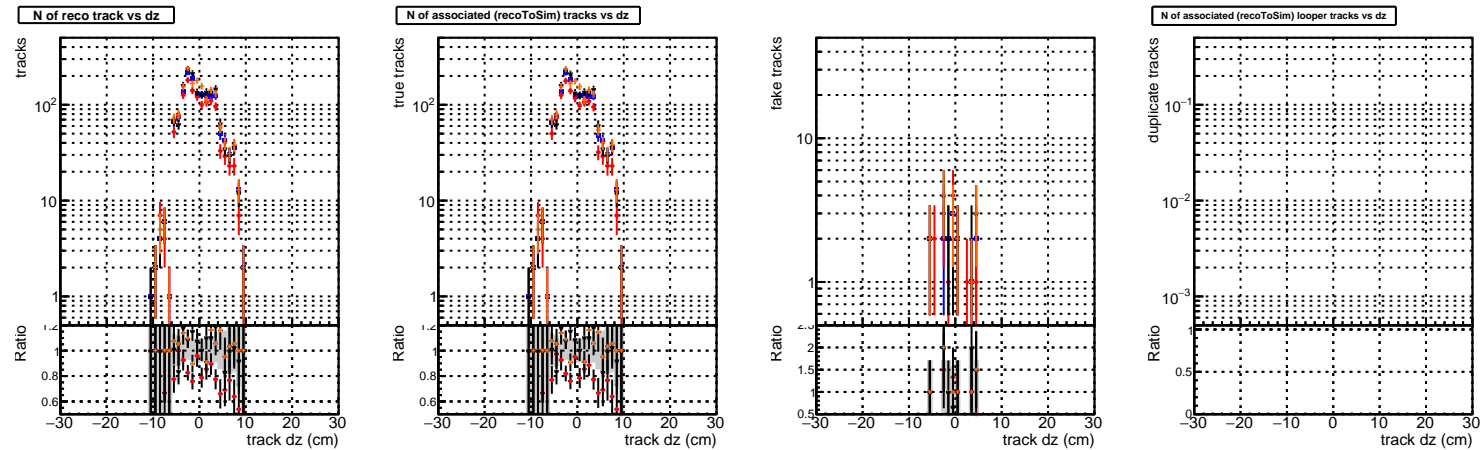 N of reco track vs dz
tracks
10²
10
1
Ratio
1.2
1
0.8
0.6
−30 −20 −10 0 10 20 30
track dz (cm)
N of associated (recoToSim) tracks vs dz
true tracks
10²
10
1
Ratio
1.2
1
0.8
0.6
−30 −20 −10 0 10 20 30
track dz (cm)
fake tracks
10
1
Ratio
2.5
2
1.5
1
0.5
−30 −20 −10 0 10 20 30
track dz (cm)
N of associated (recoToSim) looper tracks vs dz
duplicate tracks
10⁻¹
10⁻²
10⁻³
Ratio
1
0.5
0
−30 −20 −10 0 10 20 30
track dz (cm)